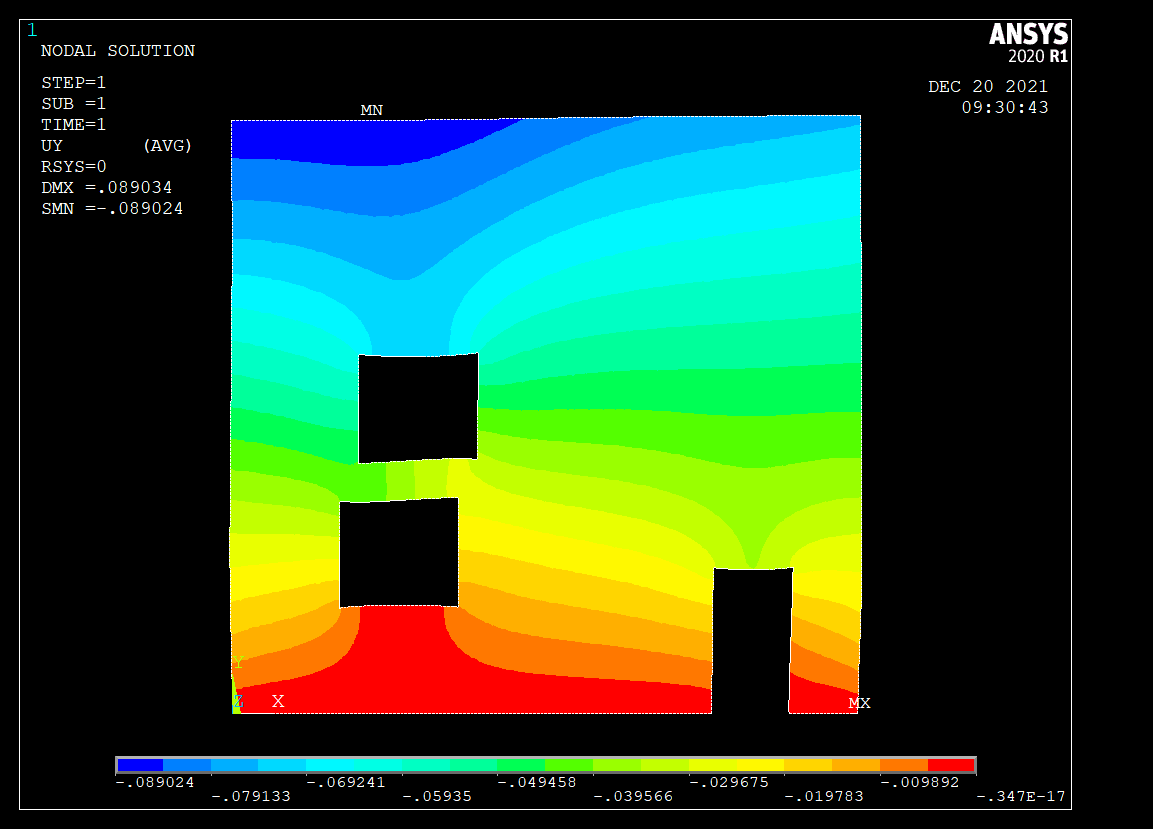 1
NODAL SOLUTION
STEP=1
SUB =1
TIME=1
UY (AVG)
RSYS=0
DMX =.089034
SMN =-.089024
ANSYS
2020 R1
DEC 20 2021
09:30:43
MN
Y
Z X
MX
-.089024 -.069241 -.049458 -.029675 -.009892
-.079133 -.05935 -.039566 -.019783 -.347E-17